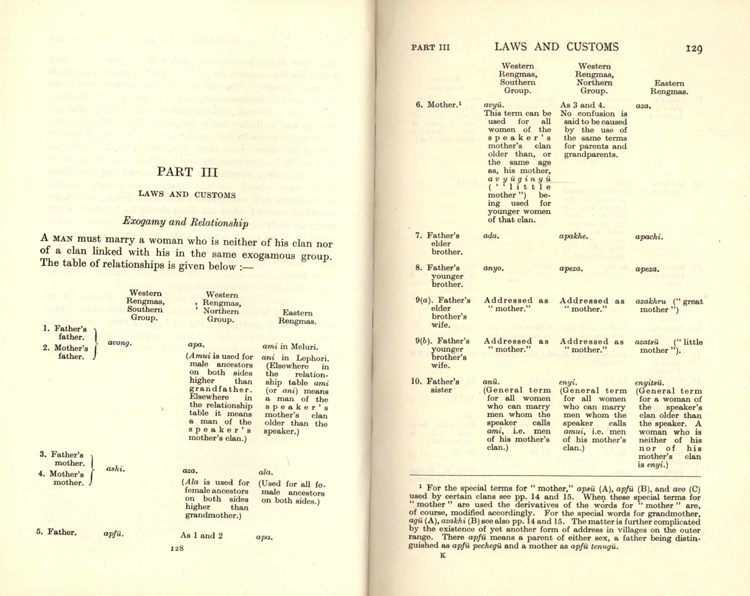 PART III
LAWS AND CUSTOMS
Exogamy and Relationship
A MAN must marry a woman who is neither of his clan nor
of a clan linked with his in the same exogamous group.
The table of relationships is given below :—
Western
Rengmas,
Southern
Group.
Western
Rengmas,
Northern
Group.
Eastern
Rengmas.
1. Father's
father.
2. Mother's
father.
avong.
apa.
(Amui is used for
male ancestors
on both sides
higher than
grandfather.
Elsewhere in
the relationship
table it means
a man of the
speaker's
mother's clan.)
ami in Meluri.
ani in Lephori.
(Elsewhere in
the relation-
ship table ami
(or ani) means
a man of the
speaker's
mother's clan
older than the
speaker.)
3. Father's
mother.
4. Mother's
mother.
ashi.
aza.
(Ala is used for
female ancestors
on both sides
higher than
grandmother.)
ala.
(Used for all fe-
male ancestors
on both sides.)
5. Father.
apfü.
As 1 and 2
apa.
128
PART III LAWS AND CUSTOMS 129
Western
Rengmas,
Southern
Group.
Western
Rengmas,
Northern
Group.
Eastern
Rengmas.
6. Mother.¹
avyü.
This term can be
used for all
women of the
speaker's
mother's clan
older than, or
the same age
as, his mother,
avyüginyü
("little
mother") be-
ing used for
younger women
of that clan.
As 3 and 4.
No confusion is
said to be caused
by the use of
the same terms
for parents and
grandparents.
aza.
7. Father's
elder
brother.
ada.
apakhe.
apachi.
8. Father's
younger
brother.
anyo.
apeza.
apeza.
9(a). Father's
elder
brother's
wife.
Addressed as
"mother."
Addressed as
"mother."
azakhru ("great
mother")
9(b). Father's
younger
brother's
wife.
Addressed as
"mother."
Addressed as
"mother."
azatsü ("little
mother").
10. Father's
sister
anü.
(General term
for all women
who can marry
men whom the
speaker calls
ami, i.e. men
of his mother's
clan.)
enyi.
(General term
for all women
who can marry
men whom the
speaker calls
amui, i.e. men
of his mother's
clan.)
enyitsü.
(General term
for a woman of
the speaker's
clan older than
the speaker. A
woman who is
neither of his
nor of his
mother's clan
is enyi.)
¹ For the special terms for "mother," apsü (A), apfü (B), and avo (C)
used by certain clans see pp. 14 and 15. When these special terms for
"mother" are used the derivatives of the words for "mother" are,
of course, modified accordingly. For the special words for grandmother,
agü (A), azakhi (B) see also pp. 14 and 15. The matter is further complicated
by the existence of yet another form of address in villages on the outer
range. There apfü means a parent of either sex, a father being distin-
guished as apfü pechegü and a mother as apfü tenugü.
K